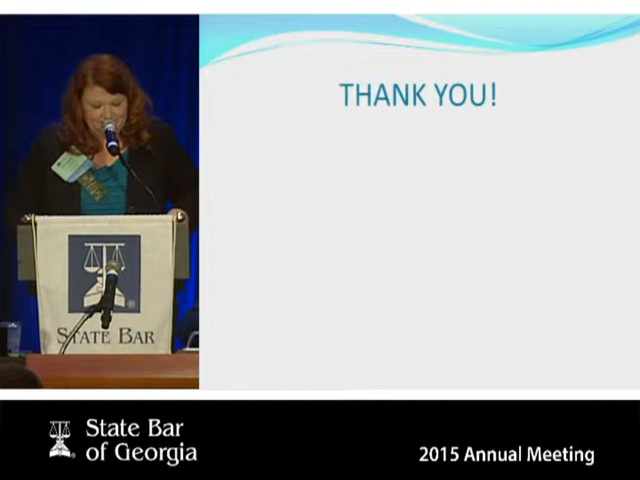 THANK YOU!
STATE BAR
®
State Bar
of Georgia
2015 Annual Meeting